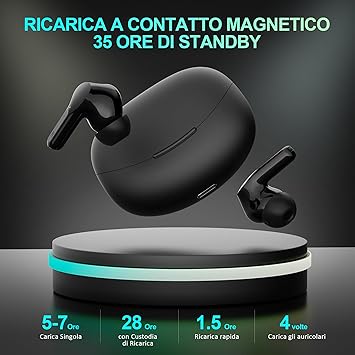 RICARICA A CONTATTO MAGNETICO
35 ORE DI STANDBY
5-7 Ore
Carica Singola
28 Ore
con Custodia
di Ricarica
1.5 Ore
Ricarica rapida
4 volte
Carica gli auricolari